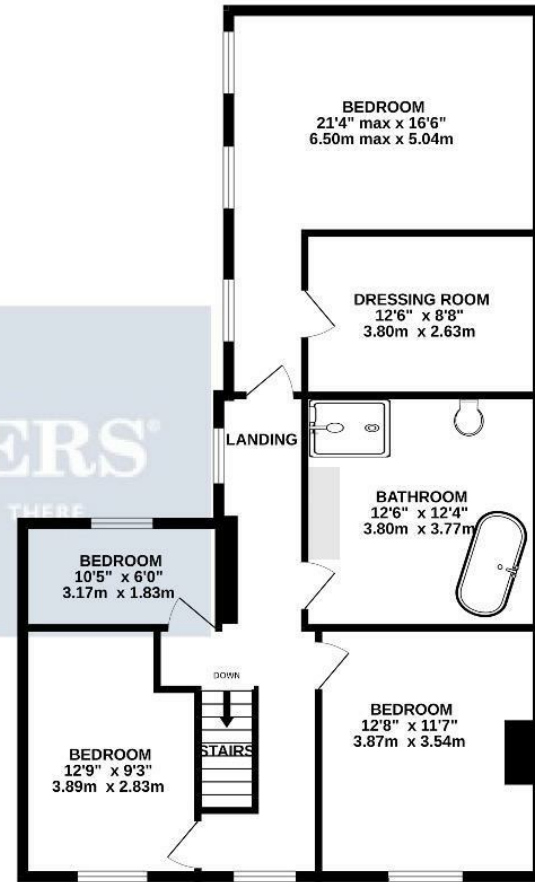 BEDROOM
21'4" max x 16'6"
6.50m max x 5.04m
DRESSING ROOM
12'6" x 8'8"
3.80m x 2.63m
LANDING
ERS®
THERE
BATHROOM
12'6" x 12'4"
3.80m x 3.77m
BEDROOM
10'5" x 6'0"
3.17m x 1.83m
DOWN
STAIRS
BEDROOM
12'8" x 11'7"
3.87m x 3.54m
BEDROOM
12'9" x 9'3"
3.89m x 2.83m